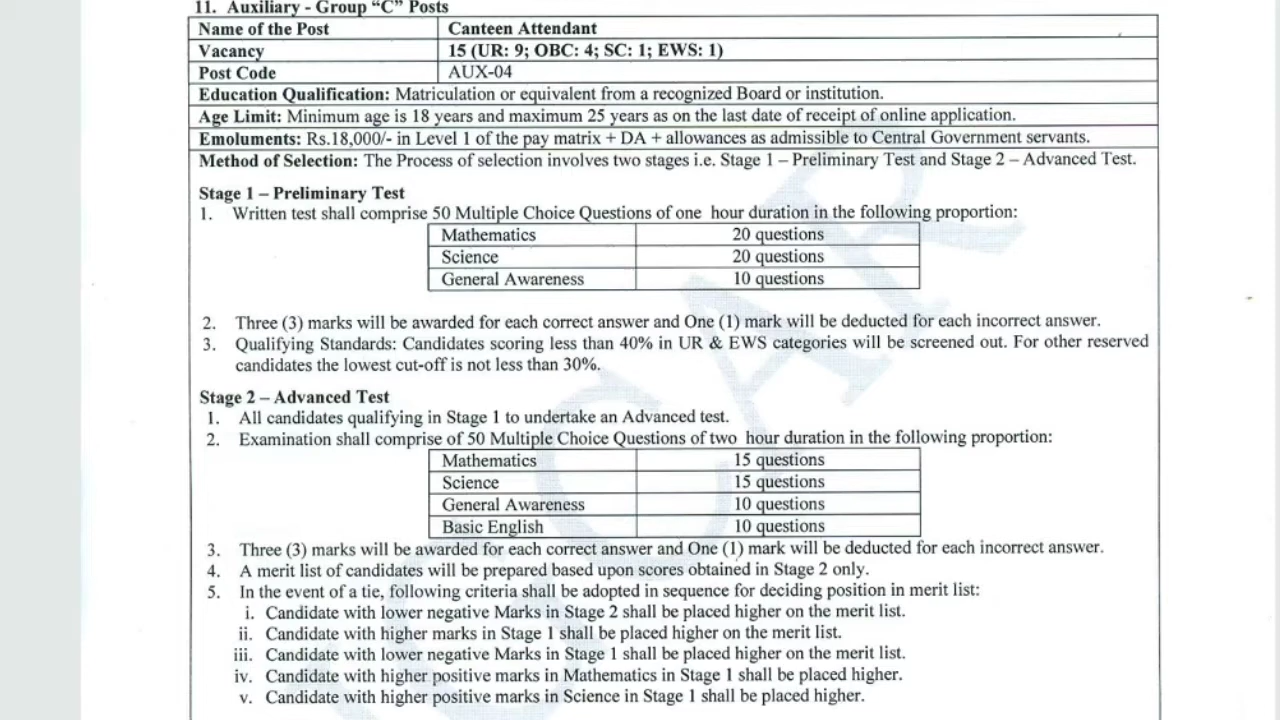 11. Auxiliary - Group “C” Posts
Name of the Post Canteen Attendant
Vacancy 15 (UR: 9; OBC: 4; SC: 1; EWS: 1)
Post Code AUX-04
Education Qualification: Matriculation or equivalent from a recognized Board or institution.
Age Limit: Minimum age is 18 years and maximum 25 years as on the last date of receipt of online application.
Emoluments: Rs.18,000/- in Level 1 of the pay matrix + DA + allowances as admissible to Central Government servants.
Method of Selection: The Process of selection involves two stages i.e. Stage 1 – Preliminary Test and Stage 2 – Advanced Test.
Stage 1 – Preliminary Test
1. Written test shall comprise 50 Multiple Choice Questions of one hour duration in the following proportion:
Mathematics 20 questions
Science 20 questions
General Awareness 10 questions
2. Three (3) marks will be awarded for each correct answer and One (1) mark will be deducted for each incorrect answer.
3. Qualifying Standards: Candidates scoring less than 40% in UR & EWS categories will be screened out. For other reserved
candidates the lowest cut-off is not less than 30%.
Stage 2 – Advanced Test
1. All candidates qualifying in Stage 1 to undertake an Advanced test.
2. Examination shall comprise of 50 Multiple Choice Questions of two hour duration in the following proportion:
Mathematics 15 questions
Science 15 questions
General Awareness 10 questions
Basic English 10 questions
3. Three (3) marks will be awarded for each correct answer and One (1) mark will be deducted for each incorrect answer.
4. A merit list of candidates will be prepared based upon scores obtained in Stage 2 only.
5. In the event of a tie, following criteria shall be adopted in sequence for deciding position in merit list:
i. Candidate with lower negative Marks in Stage 2 shall be placed higher on the merit list.
ii. Candidate with higher marks in Stage 1 shall be placed higher on the merit list.
iii. Candidate with lower negative Marks in Stage 1 shall be placed higher on the merit list.
iv. Candidate with higher positive marks in Mathematics in Stage 1 shall be placed higher.
v. Candidate with higher positive marks in Science in Stage 1 shall be placed higher.